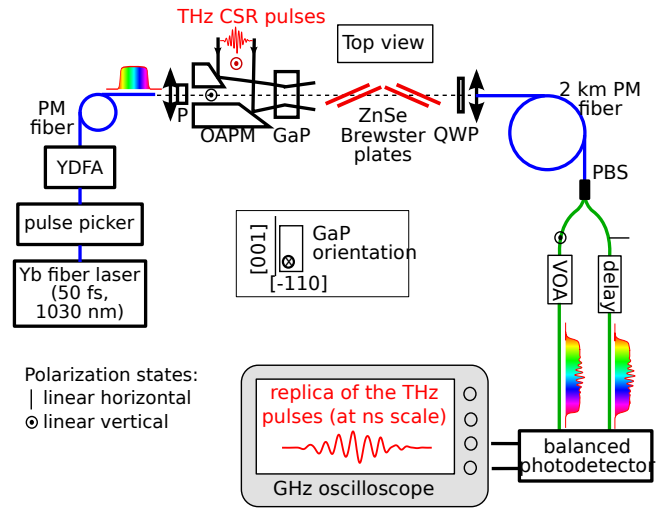 THz CSR pulses
Top view
PM
fiber
P
OAPM
GaP
ZnSe
Brewster
plates
QWP
2 km PM
fiber
PBS
YDFA
pulse picker
Yb fiber laser
(50 fs,
1030 nm)
[001]
GaP
orientation
[-110]
VOA
delay
Polarization states:
linear horizontal
linear vertical
replica of the THz
pulses (at ns scale)
GHz oscilloscope
balanced
photodetector